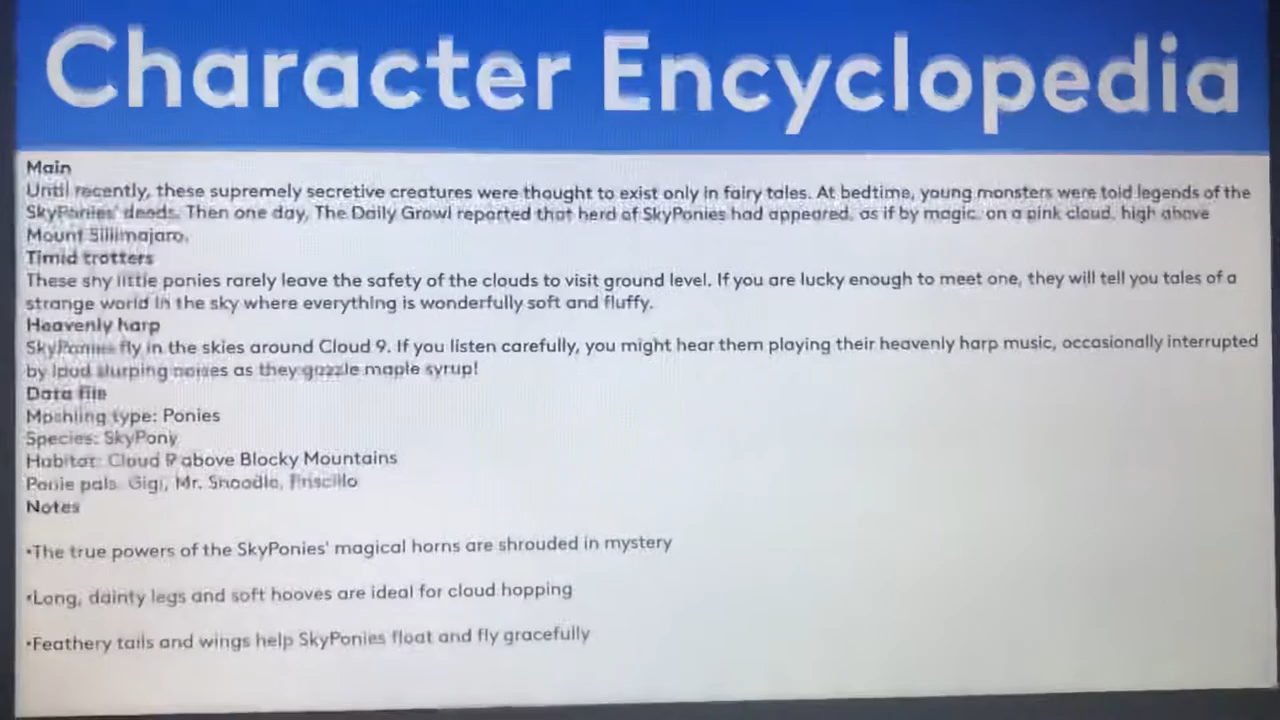 Character Encyclopedia
Main
Until recently, these supremely secretive creatures were thought to exist only in fairy tales. At bedtime, young monsters were told legends of the
SkyPonies' deeds. Then one day, The Daily Growl reported that herd of SkyPonies had appeared, as if by magic, on a pink cloud, high above
Mount Sillimajaro.
Timid trotters
These shy little ponies rarely leave the safety of the clouds to visit ground level. If you are lucky enough to meet one, they will tell you tales of a
strange world in the sky where everything is wonderfully soft and fluffy.
Heavenly harp
SkyPonies fly in the skies around Cloud 9. If you listen carefully, you might hear them playing their heavenly harp music, occasionally interrupted
by loud slurping noises as they guzzle maple syrup!
Data file
Moshling type: Ponies
Species: SkyPony
Habitat: Cloud 9 above Blocky Mountains
Ponie pals: Gigi, Mr. Snoodle, Priscilla
Notes
•The true powers of the SkyPonies' magical horns are shrouded in mystery
•Long, dainty legs and soft hooves are ideal for cloud hopping
•Feathery tails and wings help SkyPonies float and fly gracefully